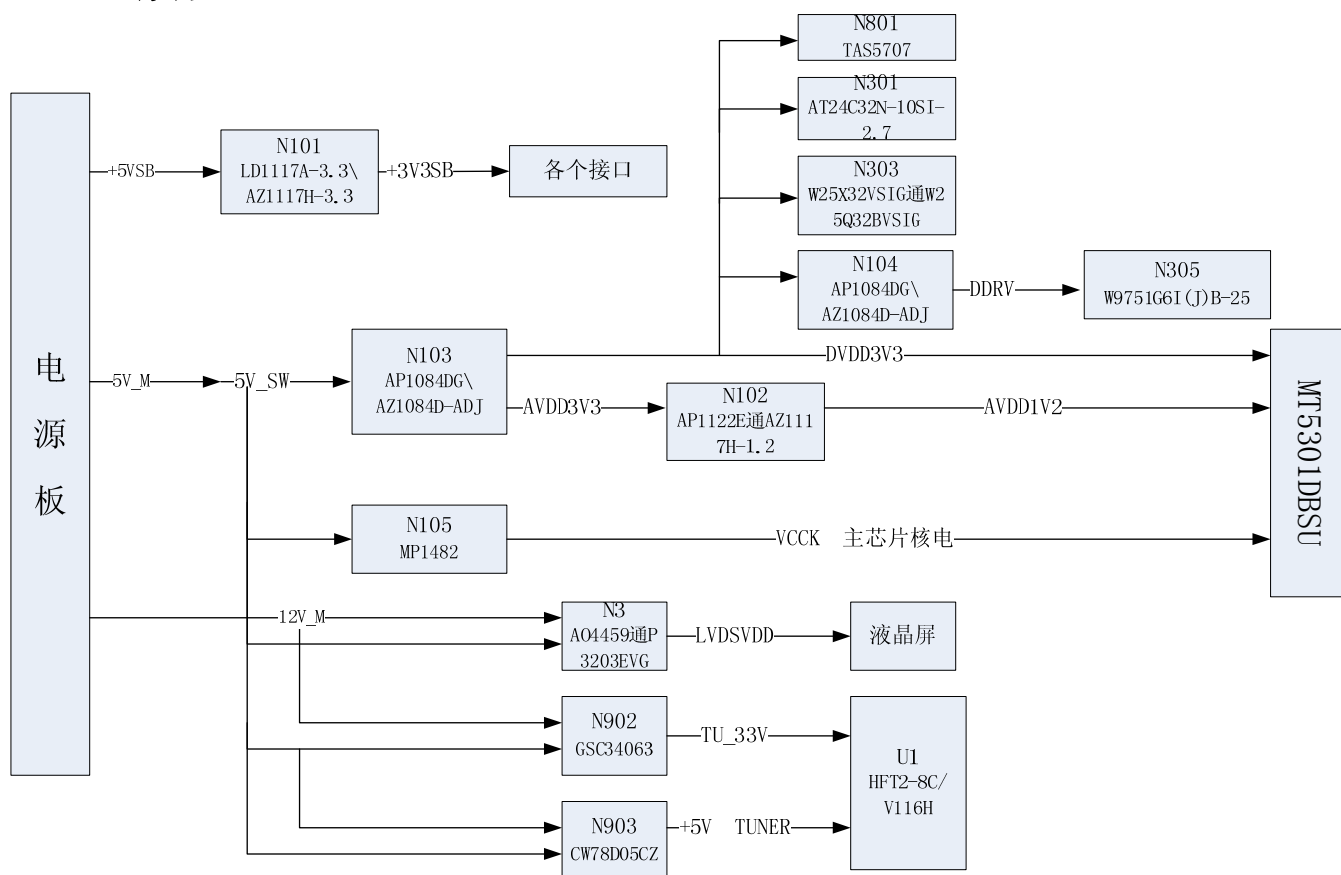 N801
TAS5707
N301
AT24C32N-10SI-
2.7
N101
LD1117A-3.3\
AZ1117H-3.3
+5VSB
+3V3SB
各个接口
N303
W25X32VSIG通W2
5Q32BVSIG
N104
AP1084DG\
AZ1084D-ADJ
DDRV
N305
W9751G6I(J)B-25
电源板
5V_M
5V_SW
N103
AP1084DG\
AZ1084D-ADJ
DVDD3V3
AVDD3V3
N102
AP1122E通AZ111
7H-1.2
AVDD1V2
MT5301DBSU
N105
MP1482
VCCK 主芯片核电
12V_M
N3
AO4459通P
3203EVG
LVDSVDD
液晶屏
N902
GSC34063
TU_33V
U1
HFT2-8C/
V116H
N903
CW78D05CZ
+5V TUNER